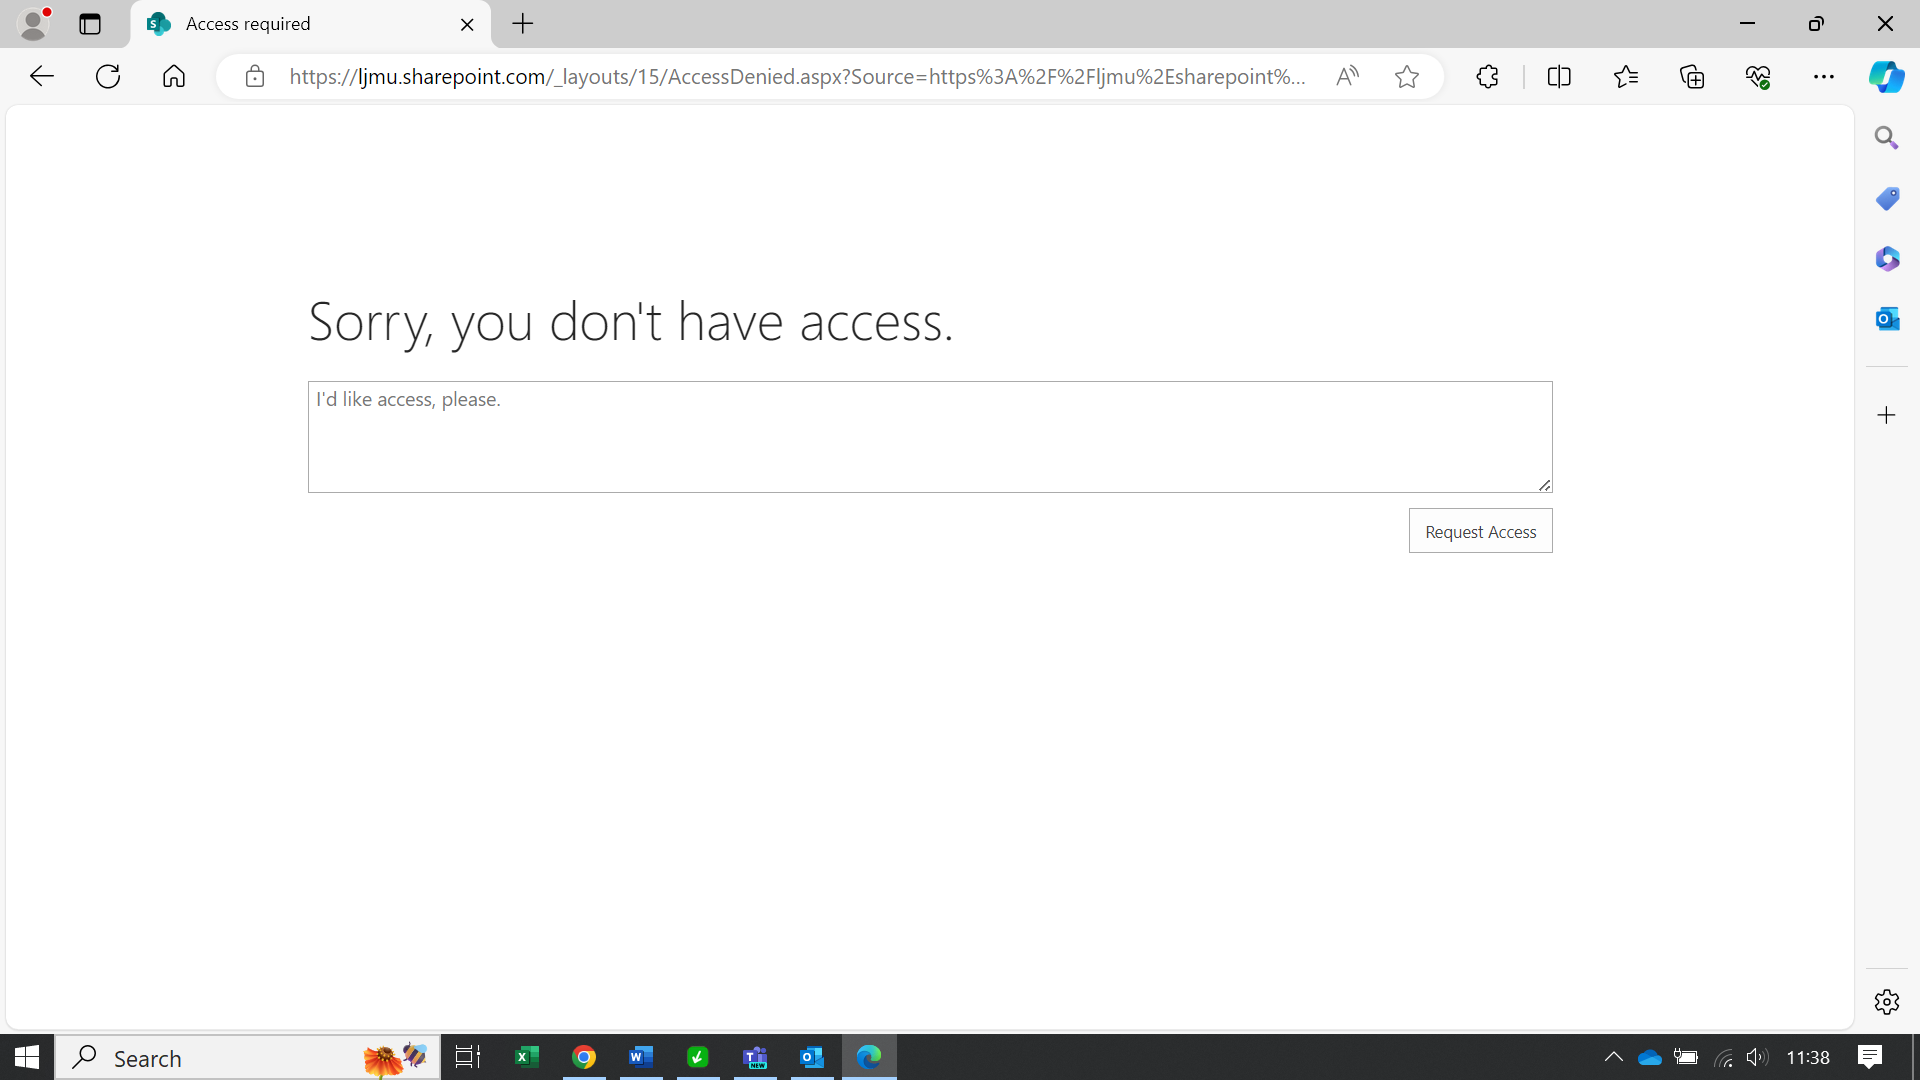 Access required
https://ljmu.sharepoint.com/_layouts/15/AccessDenied.aspx?Source=https%3A%2F%2Fljmu%2Esharepoint%...
Sorry, you don't have access.
I'd like access, please.
Request Access
Search
11:38